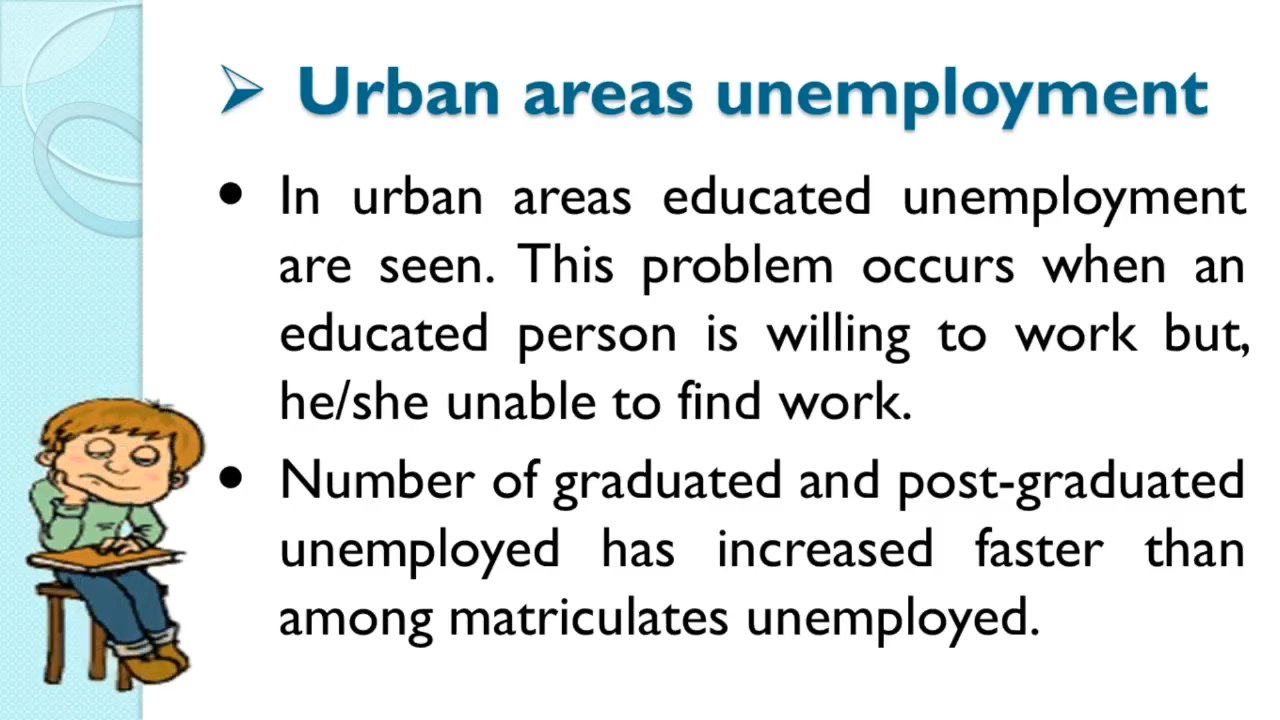 ➢ Urban areas unemployment
• In urban areas educated unemployment
are seen. This problem occurs when an
educated person is willing to work but,
he/she unable to find work.
• Number of graduated and post-graduated
unemployed has increased faster than
among matriculates unemployed.